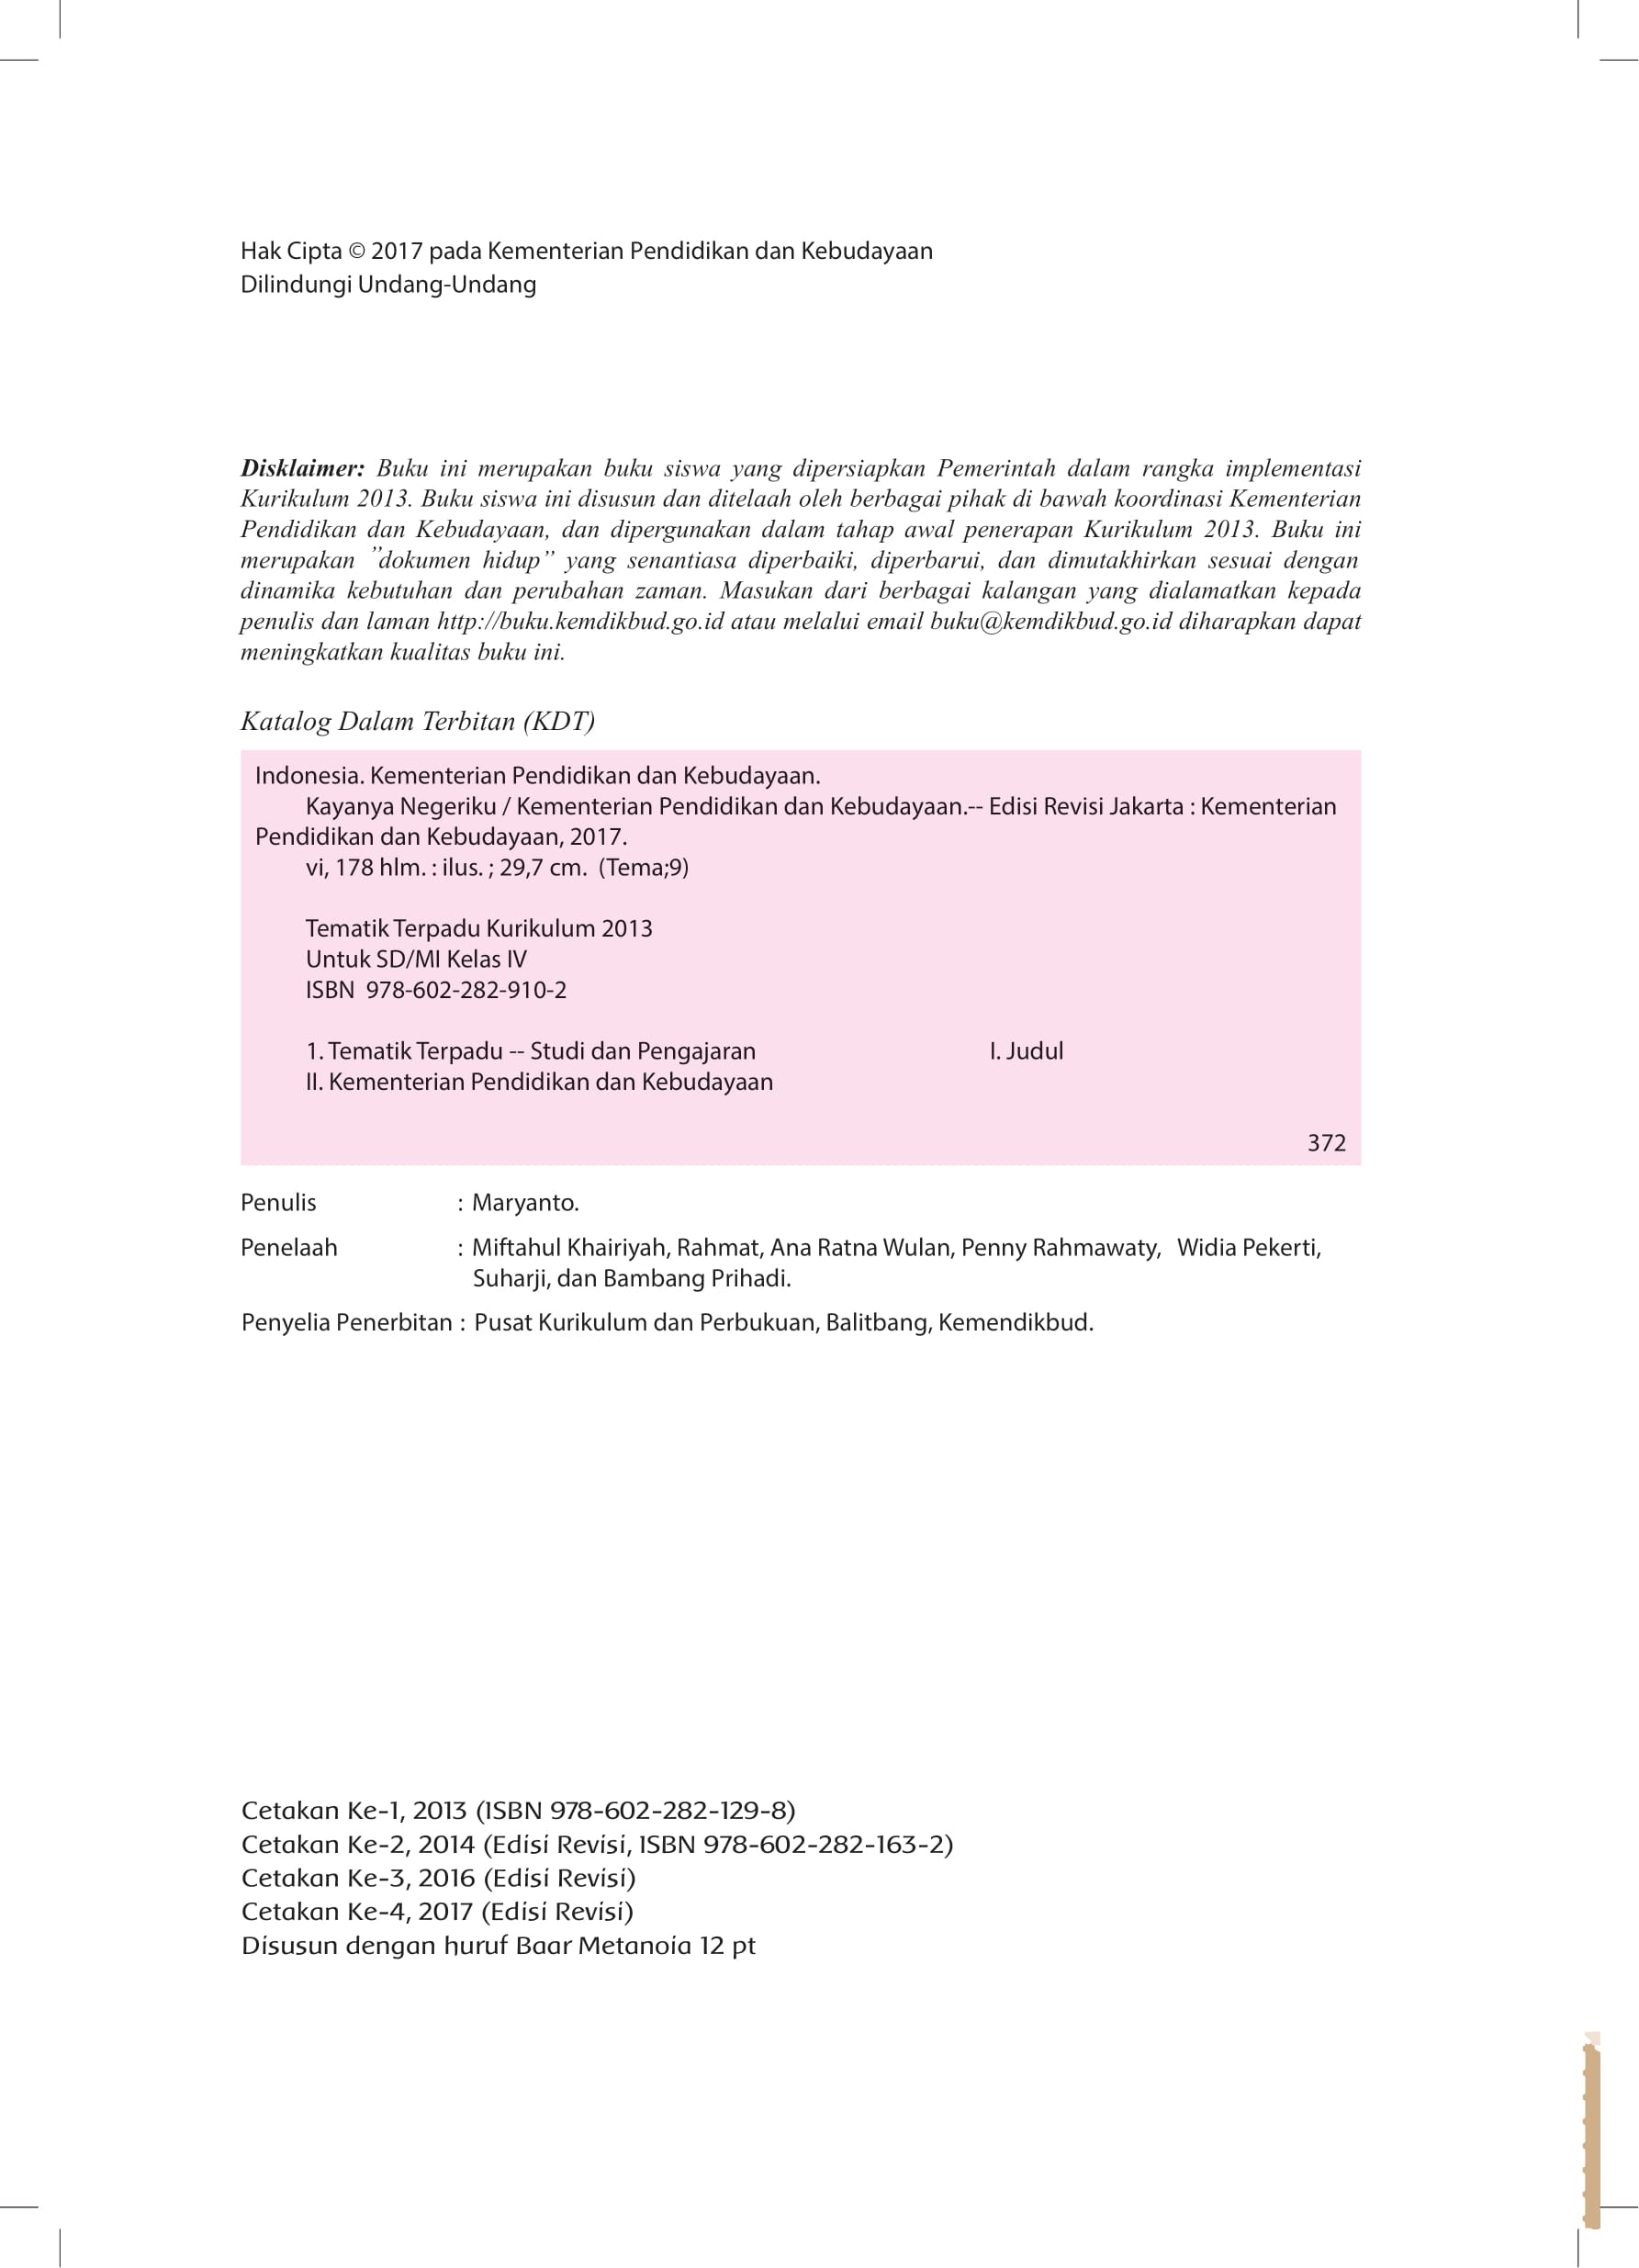 Hak Cipta © 2017 pada Kementerian Pendidikan dan Kebudayaan
Dilindungi Undang-Undang
Disklaimer: Buku ini merupakan buku siswa yang dipersiapkan Pemerintah dalam rangka implementasi
Kurikulum 2013. Buku siswa ini disusun dan ditelaah oleh berbagai pihak di bawah koordinasi Kementerian
Pendidikan dan Kebudayaan, dan dipergunakan dalam tahap awal penerapan Kurikulum 2013. Buku ini
merupakan ”dokumen hidup” yang senantiasa diperbaiki, diperbarui, dan dimutakhirkan sesuai dengan
dinamika kebutuhan dan perubahan zaman. Masukan dari berbagai kalangan yang dialamatkan kepada
penulis dan laman http://buku.kemdikbud.go.id atau melalui email buku@kemdikbud.go.id diharapkan dapat
meningkatkan kualitas buku ini.
Katalog Dalam Terbitan (KDT)
Indonesia. Kementerian Pendidikan dan Kebudayaan.
Kayanya Negeriku / Kementerian Pendidikan dan Kebudayaan.-- Edisi Revisi Jakarta : Kementerian
Pendidikan dan Kebudayaan, 2017.
vi, 178 hlm. : ilus. ; 29,7 cm. (Tema;9)
Tematik Terpadu Kurikulum 2013
Untuk SD/MI Kelas IV
ISBN 978-602-282-910-2
1. Tematik Terpadu -- Studi dan Pengajaran I. Judul
II. Kementerian Pendidikan dan Kebudayaan
372
Penulis : Maryanto.
Penelaah : Miftahul Khairiyah, Rahmat, Ana Ratna Wulan, Penny Rahmawaty, Widia Pekerti,
Suharji, dan Bambang Prihadi.
Penyelia Penerbitan : Pusat Kurikulum dan Perbukuan, Balitbang, Kemendikbud.
Cetakan Ke-1, 2013 (ISBN 978-602-282-129-8)
Cetakan Ke-2, 2014 (Edisi Revisi, ISBN 978-602-282-163-2)
Cetakan Ke-3, 2016 (Edisi Revisi)
Cetakan Ke-4, 2017 (Edisi Revisi)
Disusun dengan huruf Baar Metanoia 12 pt